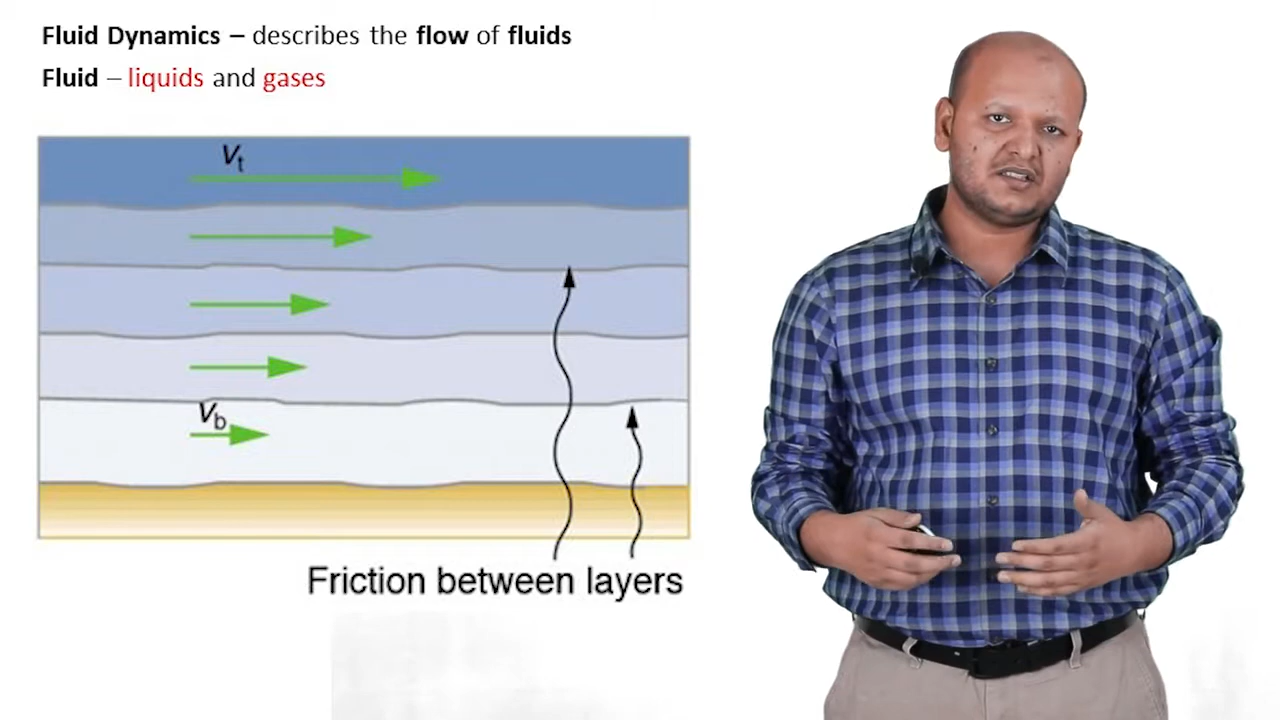 Fluid Dynamics – describes the flow of fluids
Fluid – liquids and gases
Vt
Vb
Friction between layers